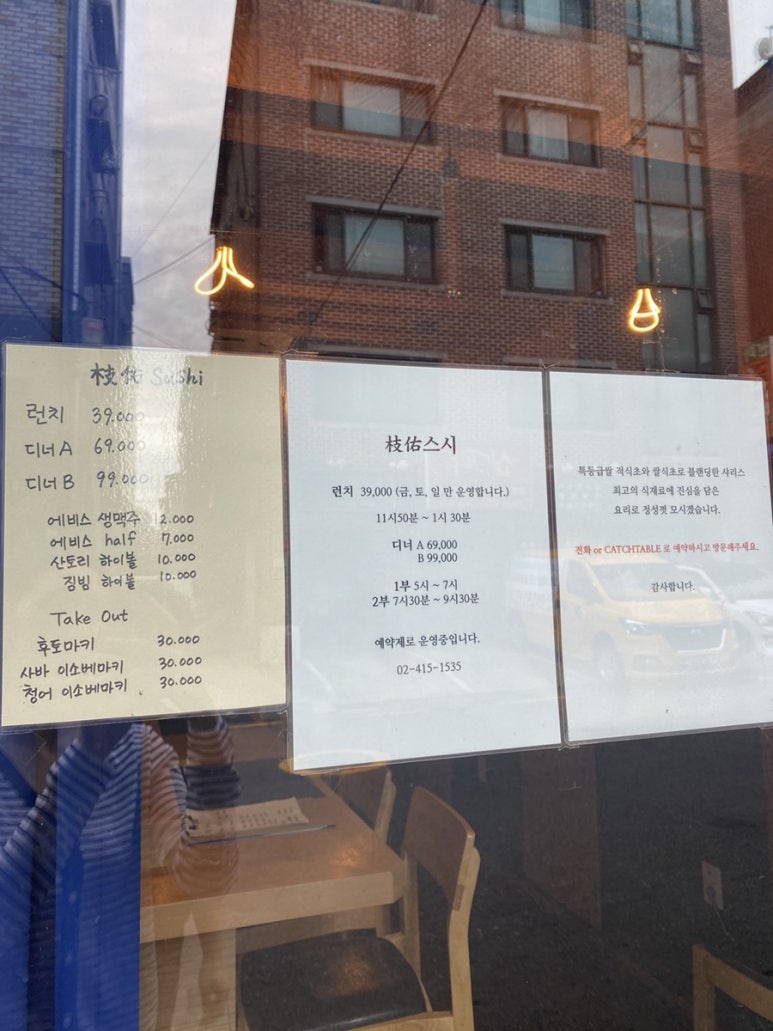 枝佑 Sushi
런치 39.000
디너 A 69.000
디너 B 99.000
에비스 생맥주 12.000
에비스 half 7.000
산토리 하이볼 10.000
짐빔 하이볼 10.000
Take Out
후토마키 30.000
사바 이소베마키 30.000
청어 이소베마키 30.000
枝佑스시
런치 39,000 (금, 토, 일 만 운영합니다.)
11시50분 ~ 1시 30분
디너 A 69,000
B 99,000
1부 5시 ~ 7시
2부 7시30분 ~ 9시30분
예약제로 운영중입니다.
02-415-1535
특등급쌀 적식초와 쌀식초로 블랜딩한 샤리스
최고의 식재료에 진심을 담은
요리로 정성껏 모시겠습니다.
전화 or CATCHTABLE 로 예약하시고 방문해주세요.
감사합니다.